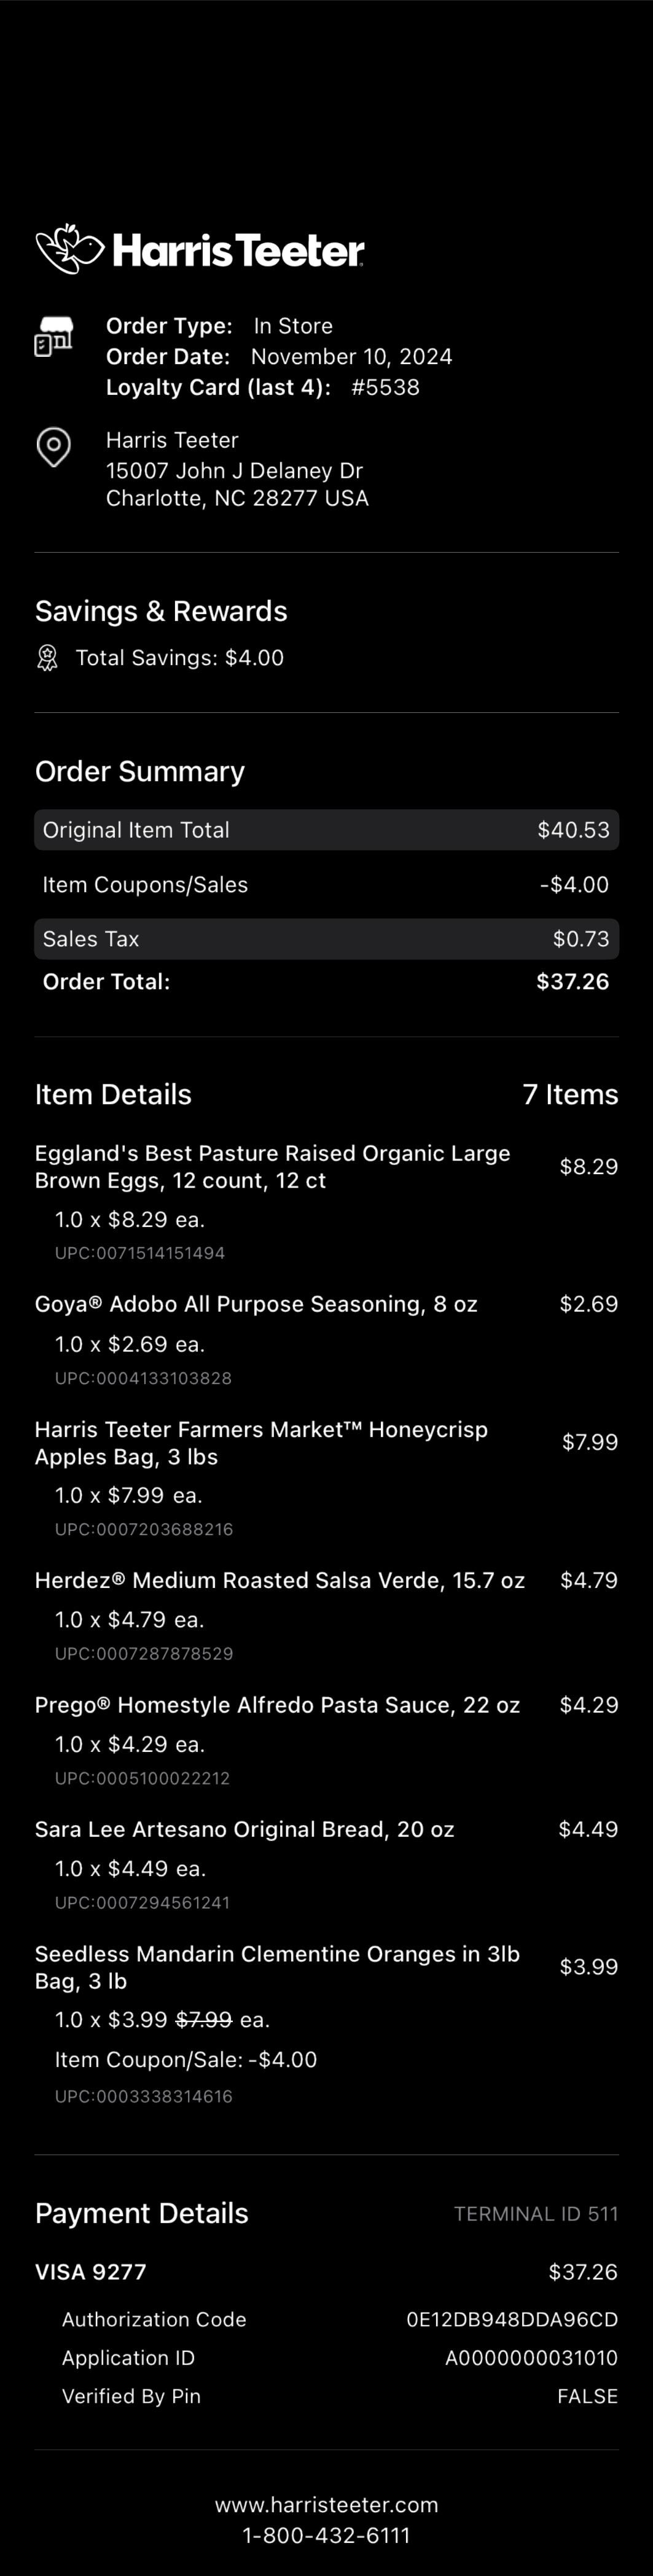 Harris Teeter
Order Type: In Store
Order Date: November 10, 2024
Loyalty Card (last 4): #5538
Harris Teeter
15007 John J Delaney Dr
Charlotte, NC 28277 USA
Savings & Rewards
Total Savings: $4.00
Order Summary
Original Item Total $40.53
Item Coupons/Sales -$4.00
Sales Tax $0.73
Order Total: $37.26
Item Details 7 Items
Eggland's Best Pasture Raised Organic Large
Brown Eggs, 12 count, 12 ct $8.29
1.0 x $8.29 ea.
UPC:0071514151494
Goya® Adobo All Purpose Seasoning, 8 oz $2.69
1.0 x $2.69 ea.
UPC:0004133103828
Harris Teeter Farmers Market™ Honeycrisp
Apples Bag, 3 lbs $7.99
1.0 x $7.99 ea.
UPC:0007203688216
Herdez® Medium Roasted Salsa Verde, 15.7 oz $4.79
1.0 x $4.79 ea.
UPC:0007287878529
Prego® Homestyle Alfredo Pasta Sauce, 22 oz $4.29
1.0 x $4.29 ea.
UPC:0005100022212
Sara Lee Artesano Original Bread, 20 oz $4.49
1.0 x $4.49 ea.
UPC:0007294561241
Seedless Mandarin Clementine Oranges in 3lb
Bag, 3 lb $3.99
1.0 x $3.99 $7.99 ea.
Item Coupon/Sale: -$4.00
UPC:0003338314616
Payment Details TERMINAL ID 511
VISA 9277 $37.26
Authorization Code 0E12DB948DDA96CD
Application ID A0000000031010
Verified By Pin FALSE
www.harristeeter.com
1-800-432-6111